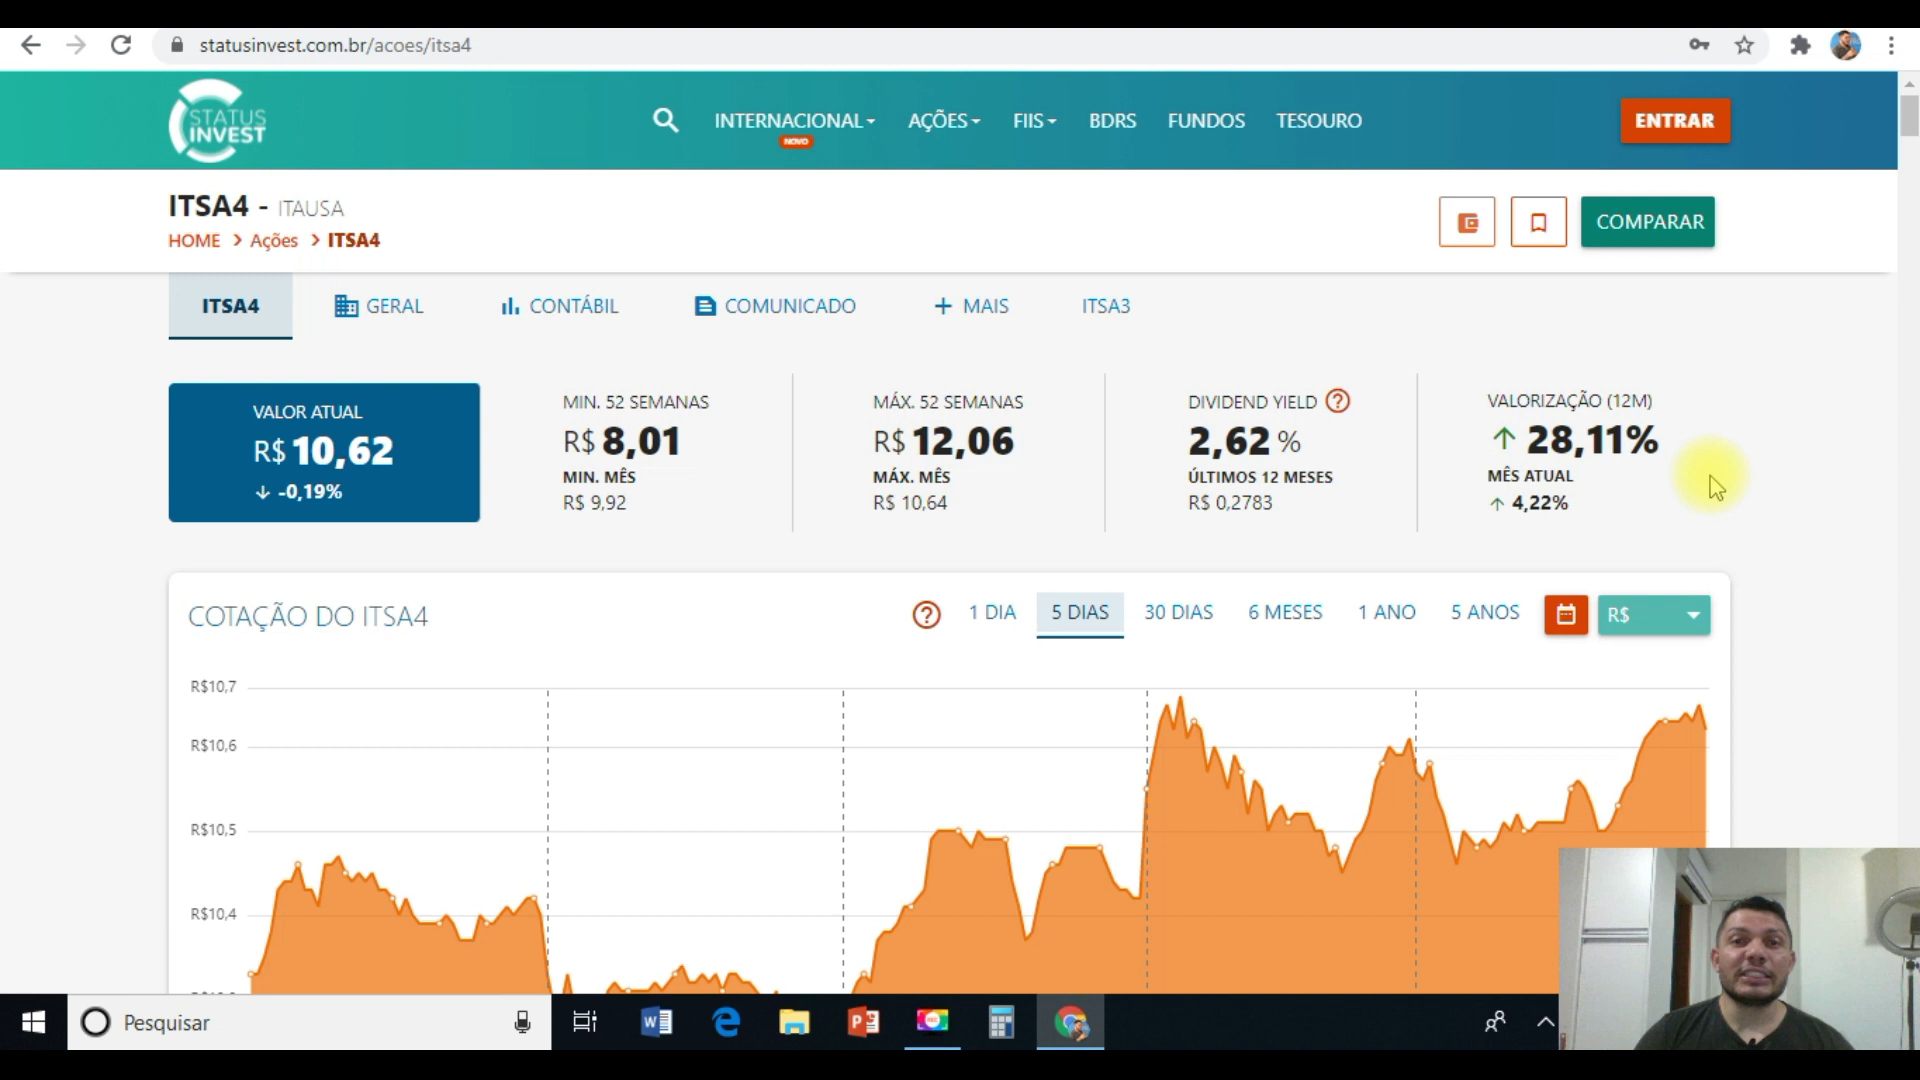 statusinvest.com.br/acoes/itsa4
STATUS
INVEST
INTERNACIONAL
NOVO
AÇÕES
FIIS
BDRS
FUNDOS
TESOURO
ENTRAR
ITSA4 - ITAUSA
HOME > Ações > ITSA4
COMPARAR
ITSA4
GERAL
CONTÁBIL
COMUNICADO
+ MAIS
ITSA3
VALOR ATUAL
R$ 10,62
-0,19%
MIN. 52 SEMANAS
R$ 8,01
MIN. MÊS
R$ 9,92
MÁX. 52 SEMANAS
R$ 12,06
MÁX. MÊS
R$ 10,64
DIVIDEND YIELD ?
2,62 %
ÚLTIMOS 12 MESES
R$ 0,2783
VALORIZAÇÃO (12M)
28,11%
MÊS ATUAL
4,22%
COTAÇÃO DO ITSA4
?
1 DIA
5 DIAS
30 DIAS
6 MESES
1 ANO
5 ANOS
R$
R$10,7
R$10,6
R$10,5
R$10,4
Pesquisar